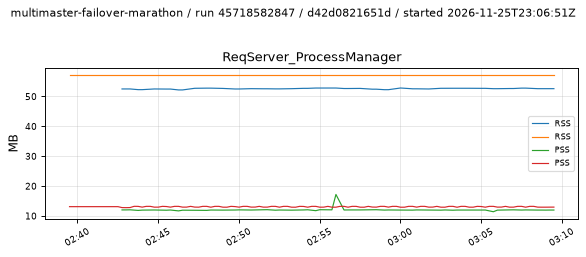 multimaster-failover-marathon / run 45718582847 / d42d0821651d / started 2026-11-25T23:06:51Z
ReqServer_ProcessManager
MB
50
40
30
20
10
RSS
RSS
PSS
PSS
02:40
02:45
02:50
02:55
03:00
03:05
03:10